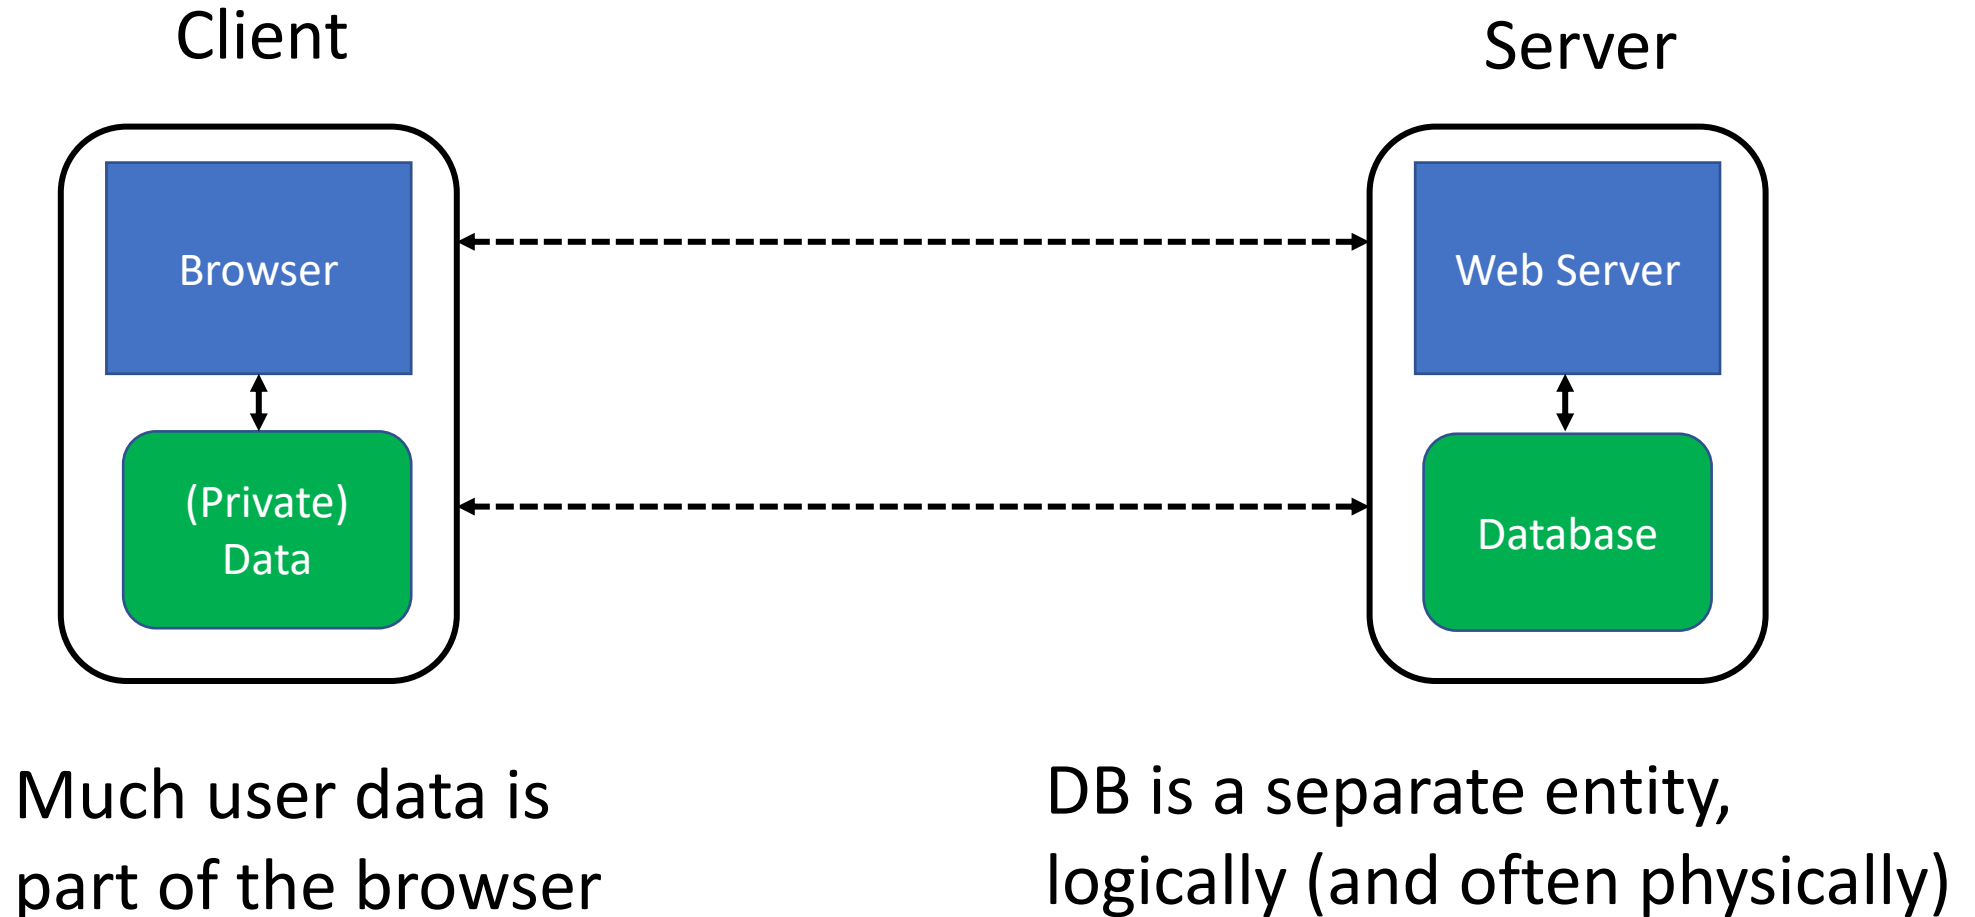 Client
Server
Browser
Web Server
(Private)
Data
Database
Much user data is
part of the browser
DB is a separate entity,
logically (and often physically)